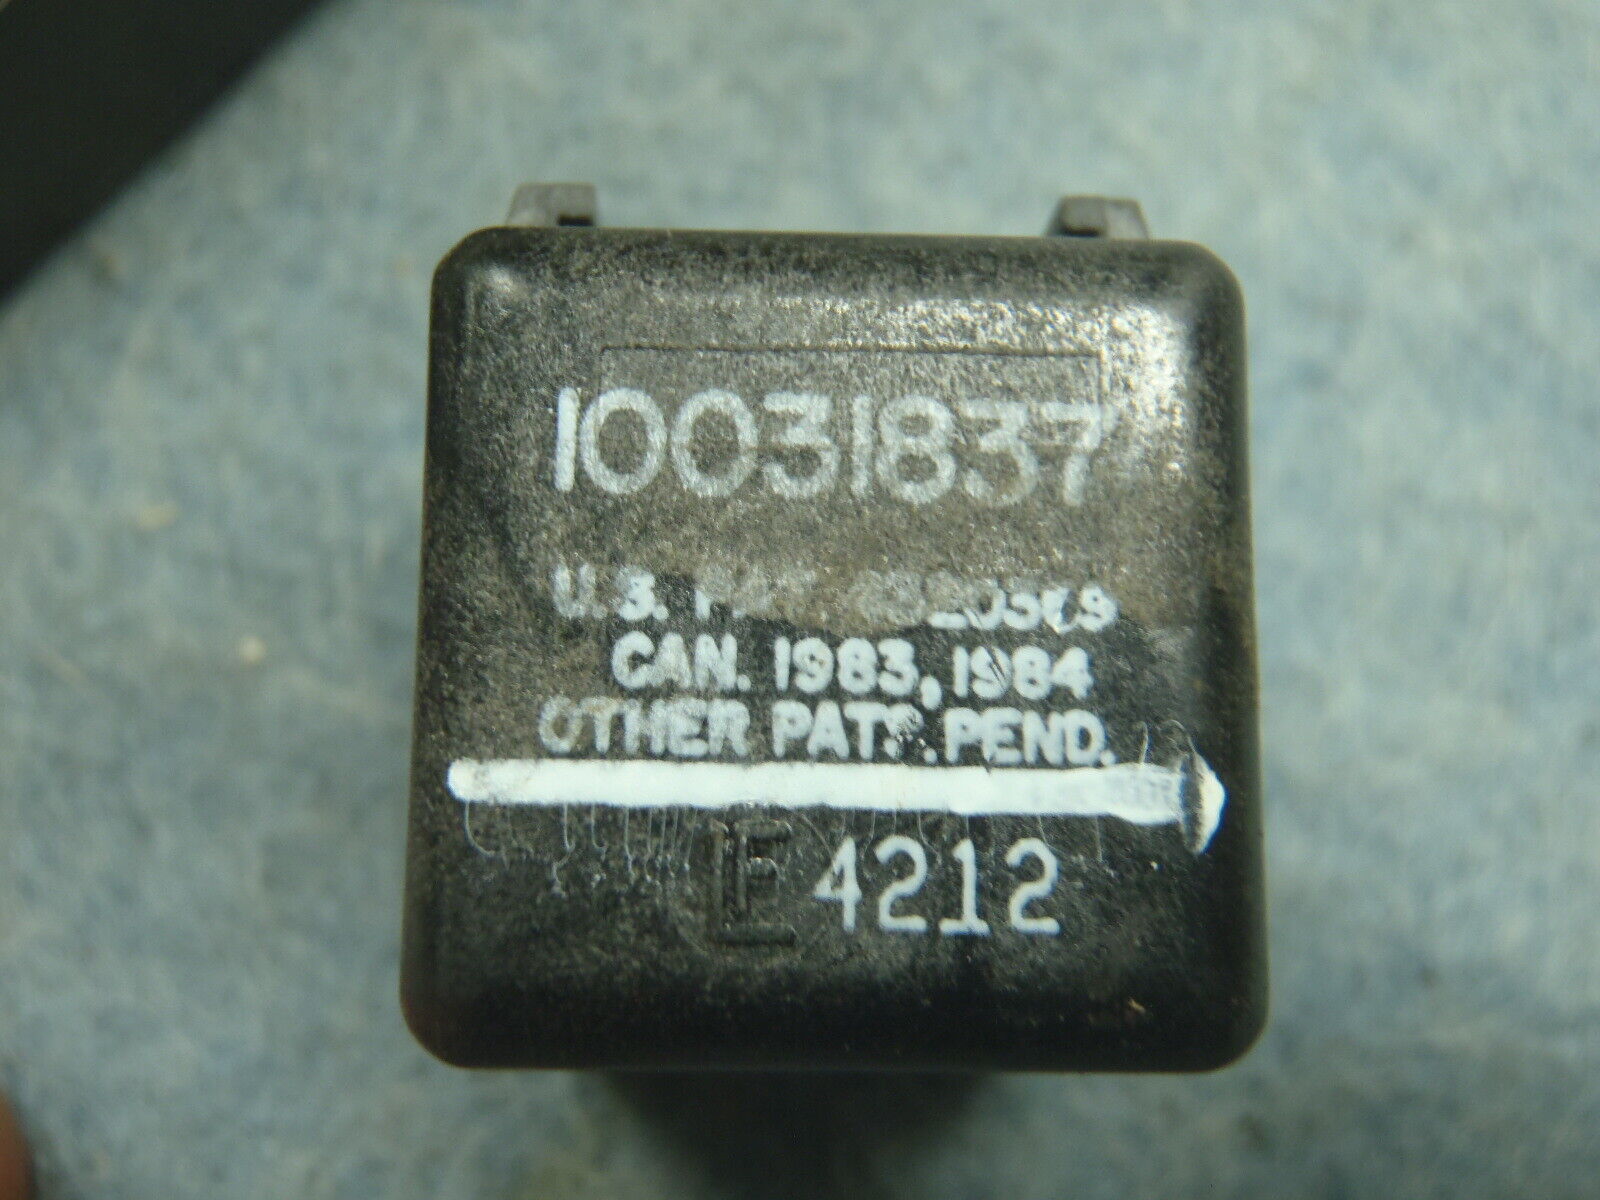 10031837
U.S.
CAN. 1983, 1984
OTHER PATS. PEND.
E 4212